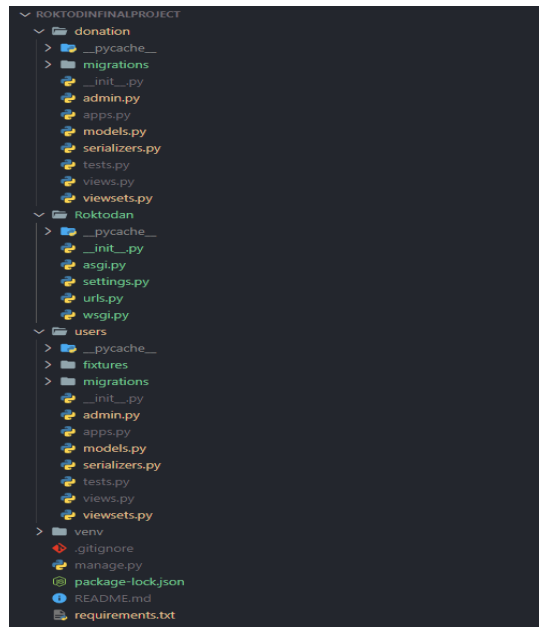 ROKTODINFINALPROJECT
donation
__pycache__
migrations
__init__.py
admin.py
apps.py
models.py
serializers.py
tests.py
views.py
viewsets.py
Roktodan
__pycache__
__init__.py
asgi.py
settings.py
urls.py
wsgi.py
users
__pycache__
fixtures
migrations
__init__.py
admin.py
apps.py
models.py
serializers.py
tests.py
views.py
viewsets.py
venv
.gitignore
manage.py
package-lock.json
README.md
requirements.txt